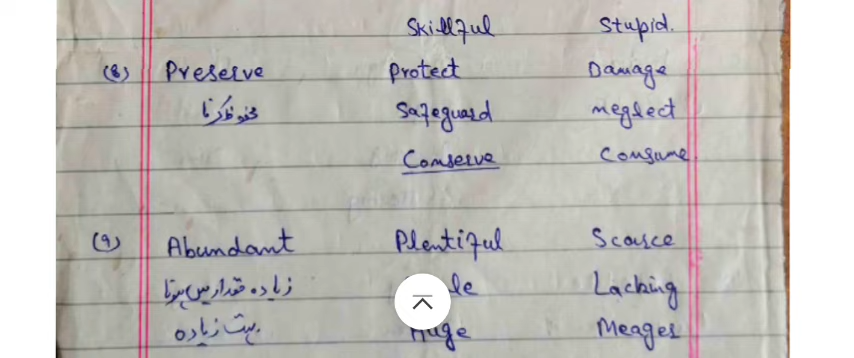 Skillful Stupid.
(8) Preserve Protect Damage
محفوظ کرنا Safeguard neglect
Conserve Consume
(9) Abundant Plentiful Scarce
زیادہ مقدار میں ہونا Lacking
بہت زیادہ Huge Meager